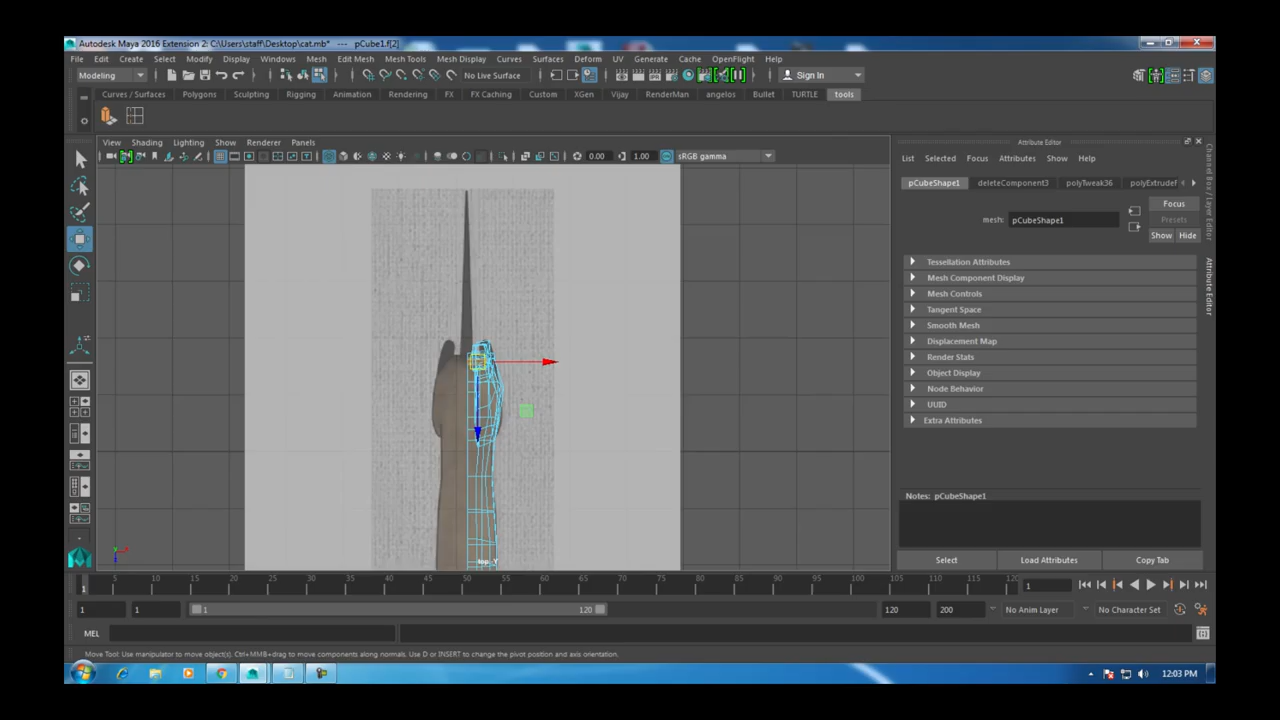 Autodesk Maya 2016 Extension 2: C:\Users\staff\Desktop\cat.mb* --- pCube1.f[2]
File Edit Create Select Modify Display Windows Mesh Edit Mesh Mesh Tools Mesh Display Curves Surfaces Deform UV Generate Cache OpenFlight Help
Modeling No Live Surface Sign In
Curves / Surfaces Polygons Sculpting Rigging Animation Rendering FX FX Caching Custom XGen Vijay RenderMan angelos Bullet TURTLE tools
View Shading Lighting Show Renderer Panels
0.00 1.00 sRGB gamma
Attribute Editor
List Selected Focus Attributes Show Help
pCubeShape1 deleteComponent3 polyTweak36 polyExtrudef
Focus
Presets
mesh: pCubeShape1
Show Hide
Tessellation Attributes
Mesh Component Display
Mesh Controls
Tangent Space
Smooth Mesh
Displacement Map
Render Stats
Object Display
Node Behavior
UUID
Extra Attributes
Notes: pCubeShape1
Select Load Attributes Copy Tab
Channel Box / Layer Editor
Attribute Editor
top_Y
5 10 15 20 25 30 35 40 45 50 55 60 65 70 75 80 85 90 95 100 105 110 115 120
1 1
1 1 1 120 120 200 No Anim Layer No Character Set
MEL
Move Tool: Use manipulator to move object(s). Ctrl+MMB+drag to move components along normals. Use D or INSERT to change the pivot position and axis orientation.
12:03 PM